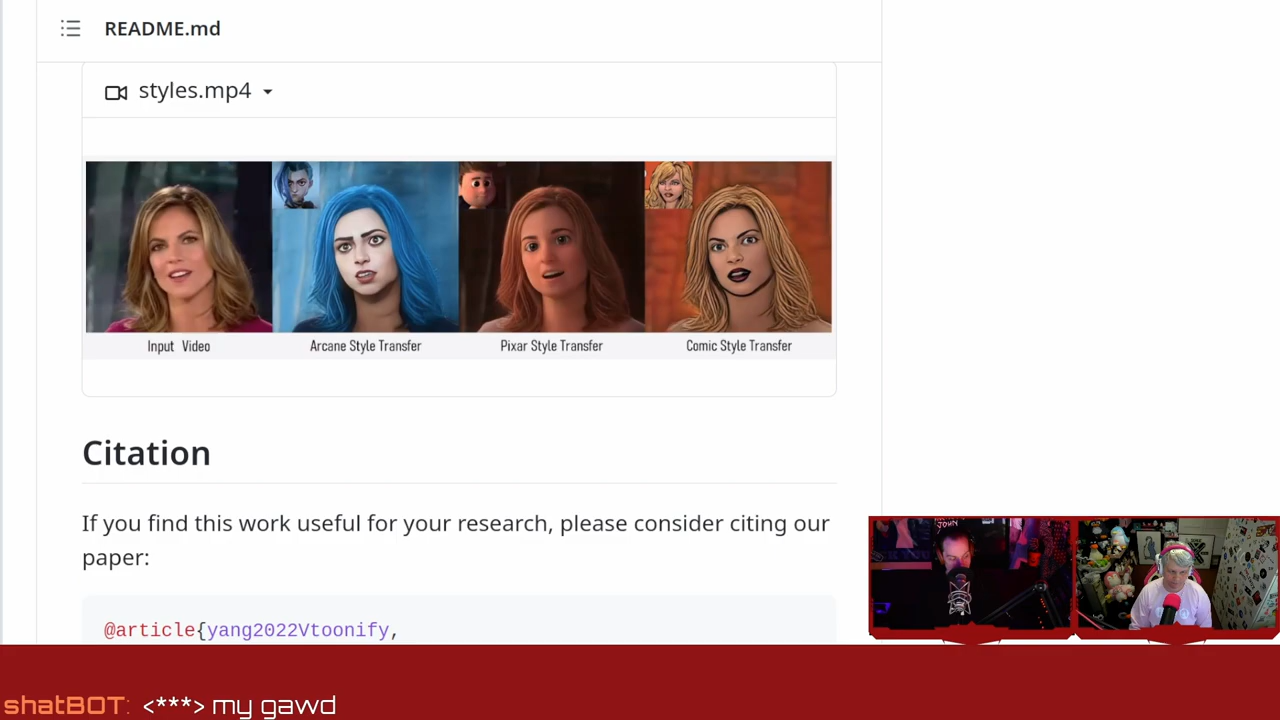 README.md
styles.mp4
Input Video
Arcane Style Transfer
Pixar Style Transfer
Comic Style Transfer
Citation
If you find this work useful for your research, please consider citing our
paper:
@article{yang2022Vtoonify,
JOHN
shatBOT: <***> my gawd